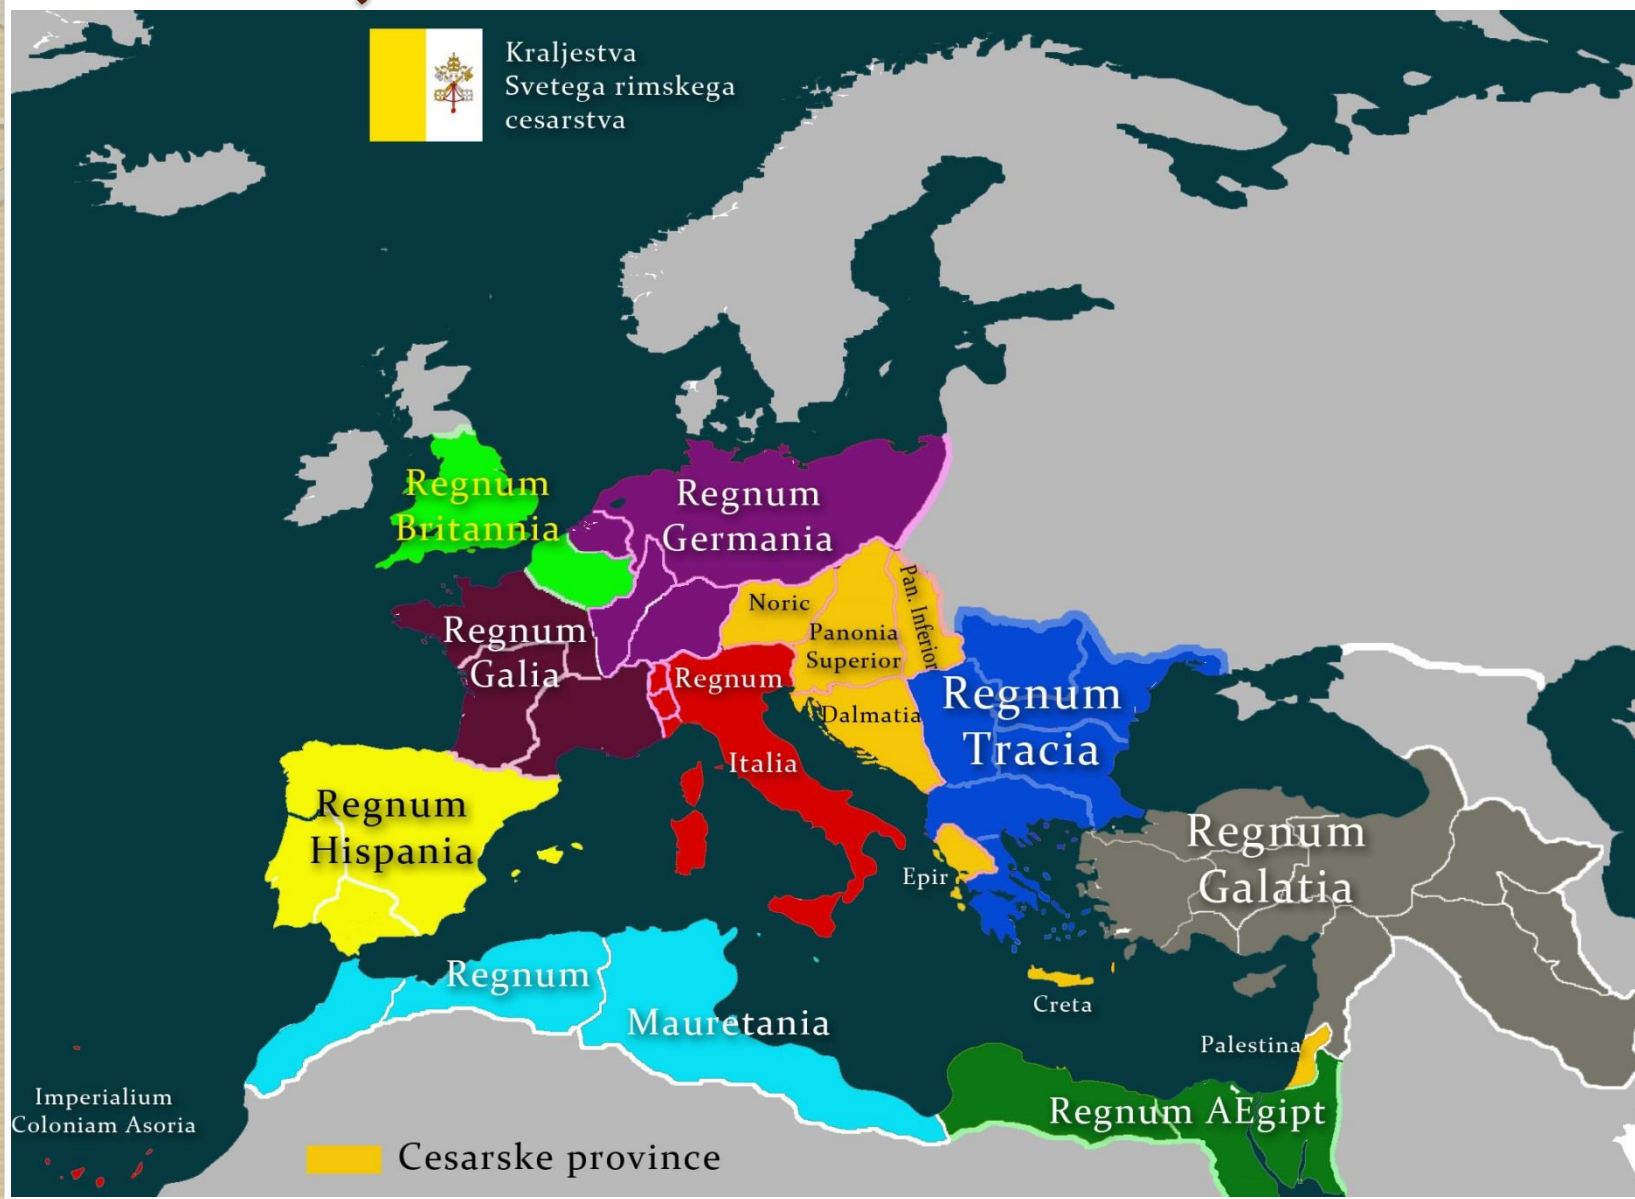 Kraljestva
Svetega rimskega
cesarstva
Regnum
Britannia
Regnum
Germania
Noric
Panonia
Superior
Pan. Inferior
Regnum
Galia
Regnum
Italia
Dalmatia
Regnum
Tracia
Regnum
Hispania
Epir
Regnum
Galatia
Creta
Regnum
Mauretania
Palestina
Regnum AEgipt
Imperialium
Coloniam Asoria
Cesarske province